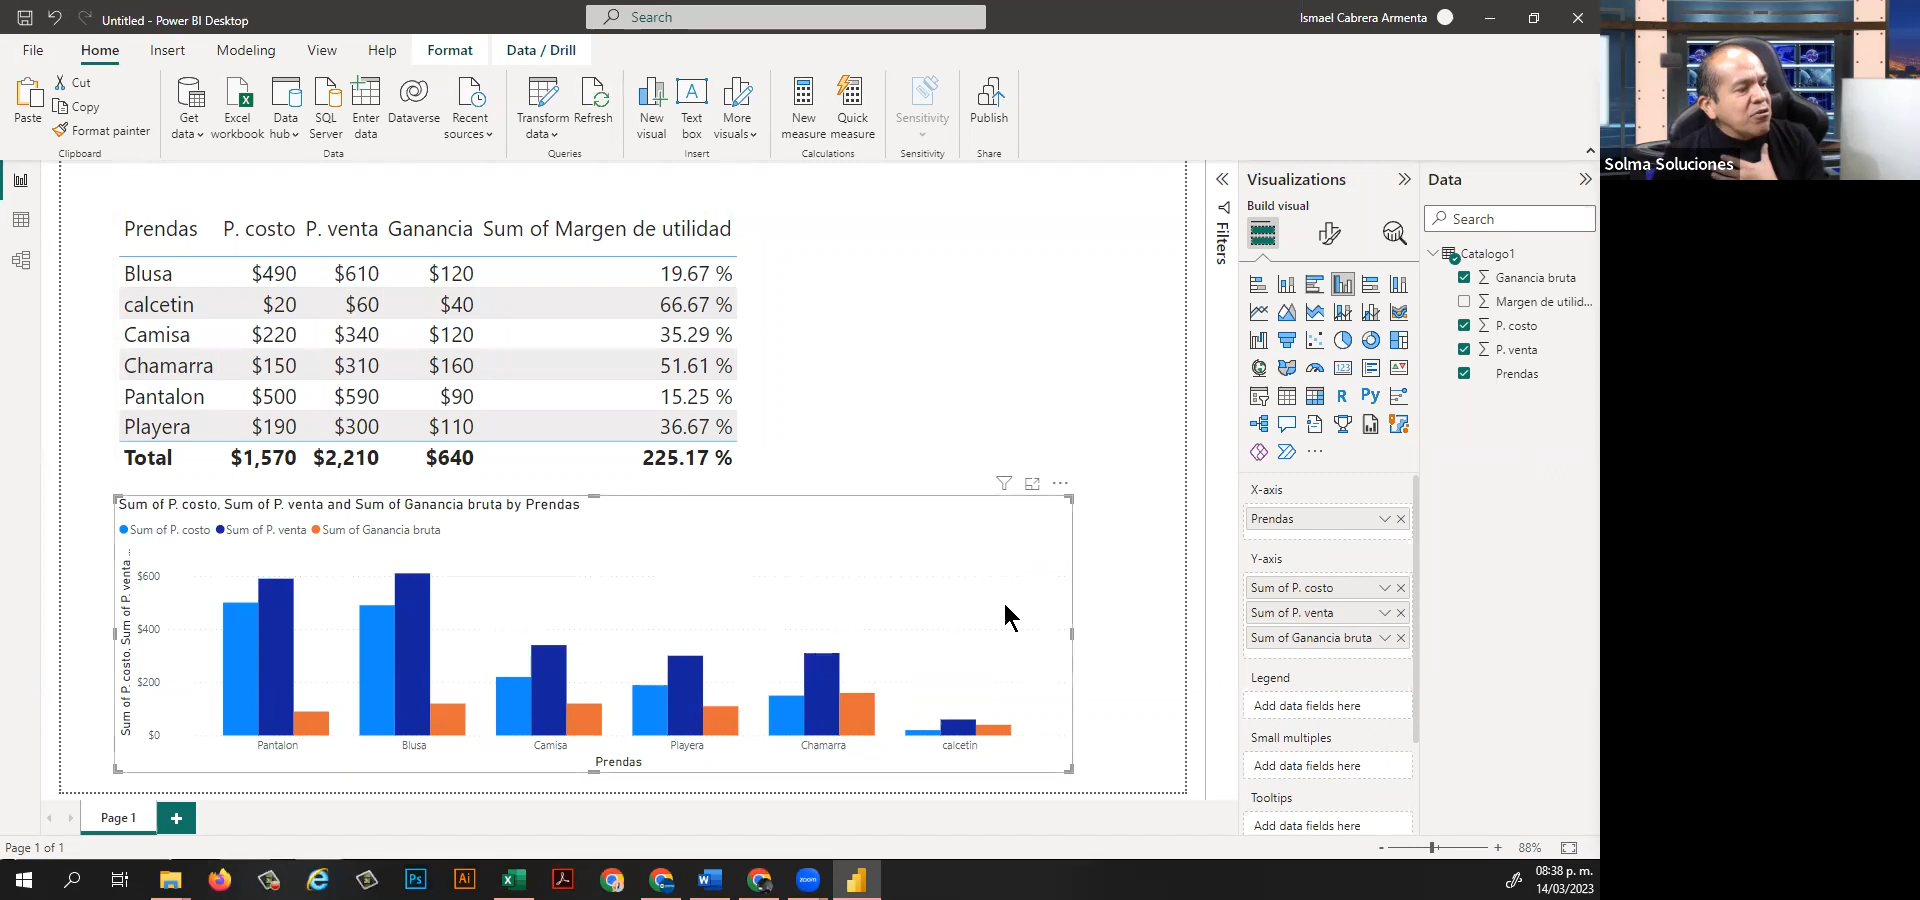 Untitled - Power BI Desktop
Search
Ismael Cabrera Armenta
File Home Insert Modeling View Help Format Data / Drill
Paste
Cut
Copy
Format painter
Clipboard
Get data
Excel workbook
Data hub
SQL Server
Enter data
Dataverse
Recent sources
Data
Transform data
Refresh
Queries
New visual
Text box
More visuals
Insert
New measure
Quick measure
Calculations
Sensitivity
Sensitivity
Publish
Share
Solma Soluciones
Prendas P. costo P. venta Ganancia Sum of Margen de utilidad
Blusa $490 $610 $120 19.67 %
calcetin $20 $60 $40 66.67 %
Camisa $220 $340 $120 35.29 %
Chamarra $150 $310 $160 51.61 %
Pantalon $500 $590 $90 15.25 %
Playera $190 $300 $110 36.67 %
Total $1,570 $2,210 $640 225.17 %
Sum of P. costo, Sum of P. venta and Sum of Ganancia bruta by Prendas
Sum of P. costo Sum of P. venta Sum of Ganancia bruta
Sum of P. costo, Sum of P. venta ...
$600
$400
$200
$0
Pantalon Blusa Camisa Playera Chamarra calcetin
Prendas
Filters
Visualizations
Build visual
123
R
Py
...
X-axis
Prendas
Y-axis
Sum of P. costo
Sum of P. venta
Sum of Ganancia bruta
Legend
Add data fields here
Small multiples
Add data fields here
Tooltips
Add data fields here
Data
Search
Catalogo1
Ganancia bruta
Margen de utilid...
P. costo
P. venta
Prendas
Page 1
Page 1 of 1
- + 88%
Ps
Ai
zoom
08:38 p. m.
14/03/2023